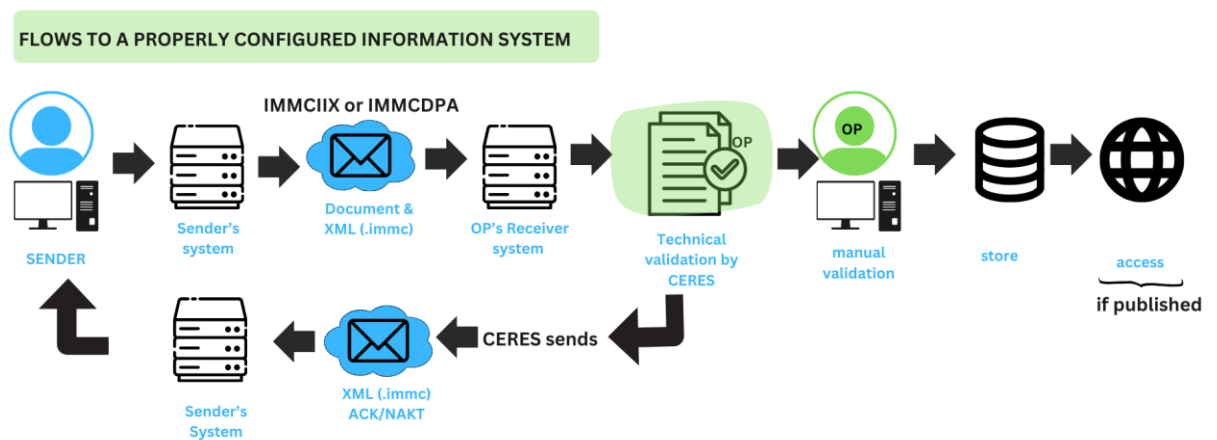 FLOWS TO A PROPERLY CONFIGURED INFORMATION SYSTEM
IMMCIIX or IMMCDPA
OP
OP
SENDER
Sender's
system
Document &
XML (.immc)
OP's Receiver
system
Technical
validation by
CERES
manual
validation
store
access
if published
CERES sends
XML (.immc)
ACK/NAKT
Sender's
System